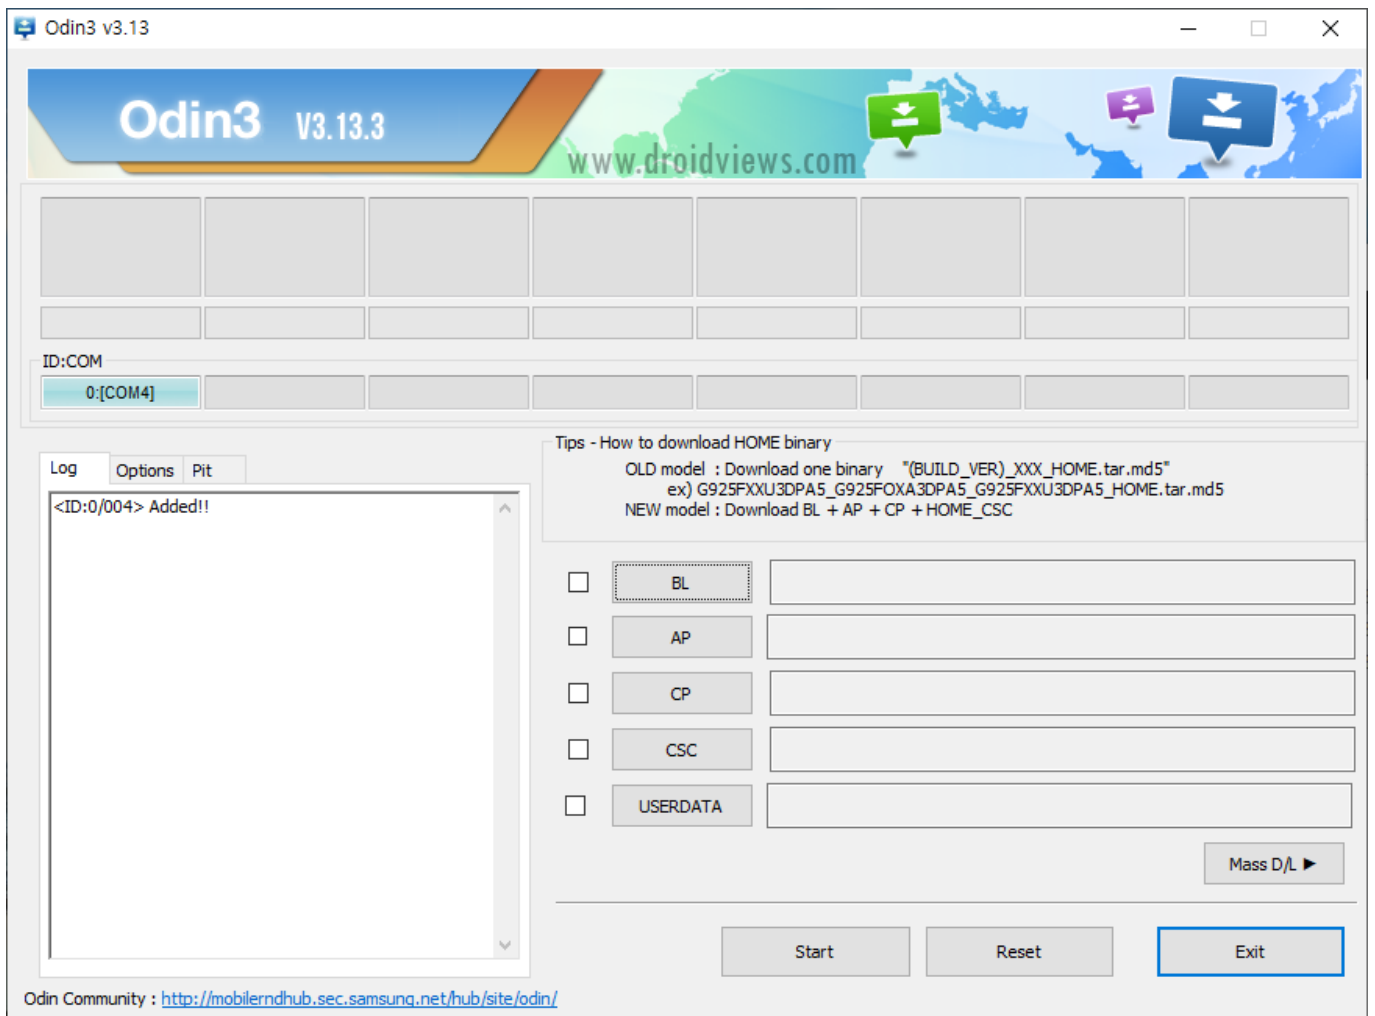 Odin3 v3.13
Odin3 V3.13.3
www.droidviews.com
ID:COM
0:[COM4]
Log Options Pit
<ID:0/004> Added!!
Tips - How to download HOME binary
OLD model : Download one binary "(BUILD_VER)_XXX_HOME.tar.md5"
ex) G925FXXU3DPA5_G925FOXA3DPA5_G925FXXU3DPA5_HOME.tar.md5
NEW model : Download BL + AP + CP + HOME_CSC
BL
AP
CP
CSC
USERDATA
Mass D/L ►
Start Reset Exit
Odin Community : http://mobilerndhub.sec.samsung.net/hub/site/odin/